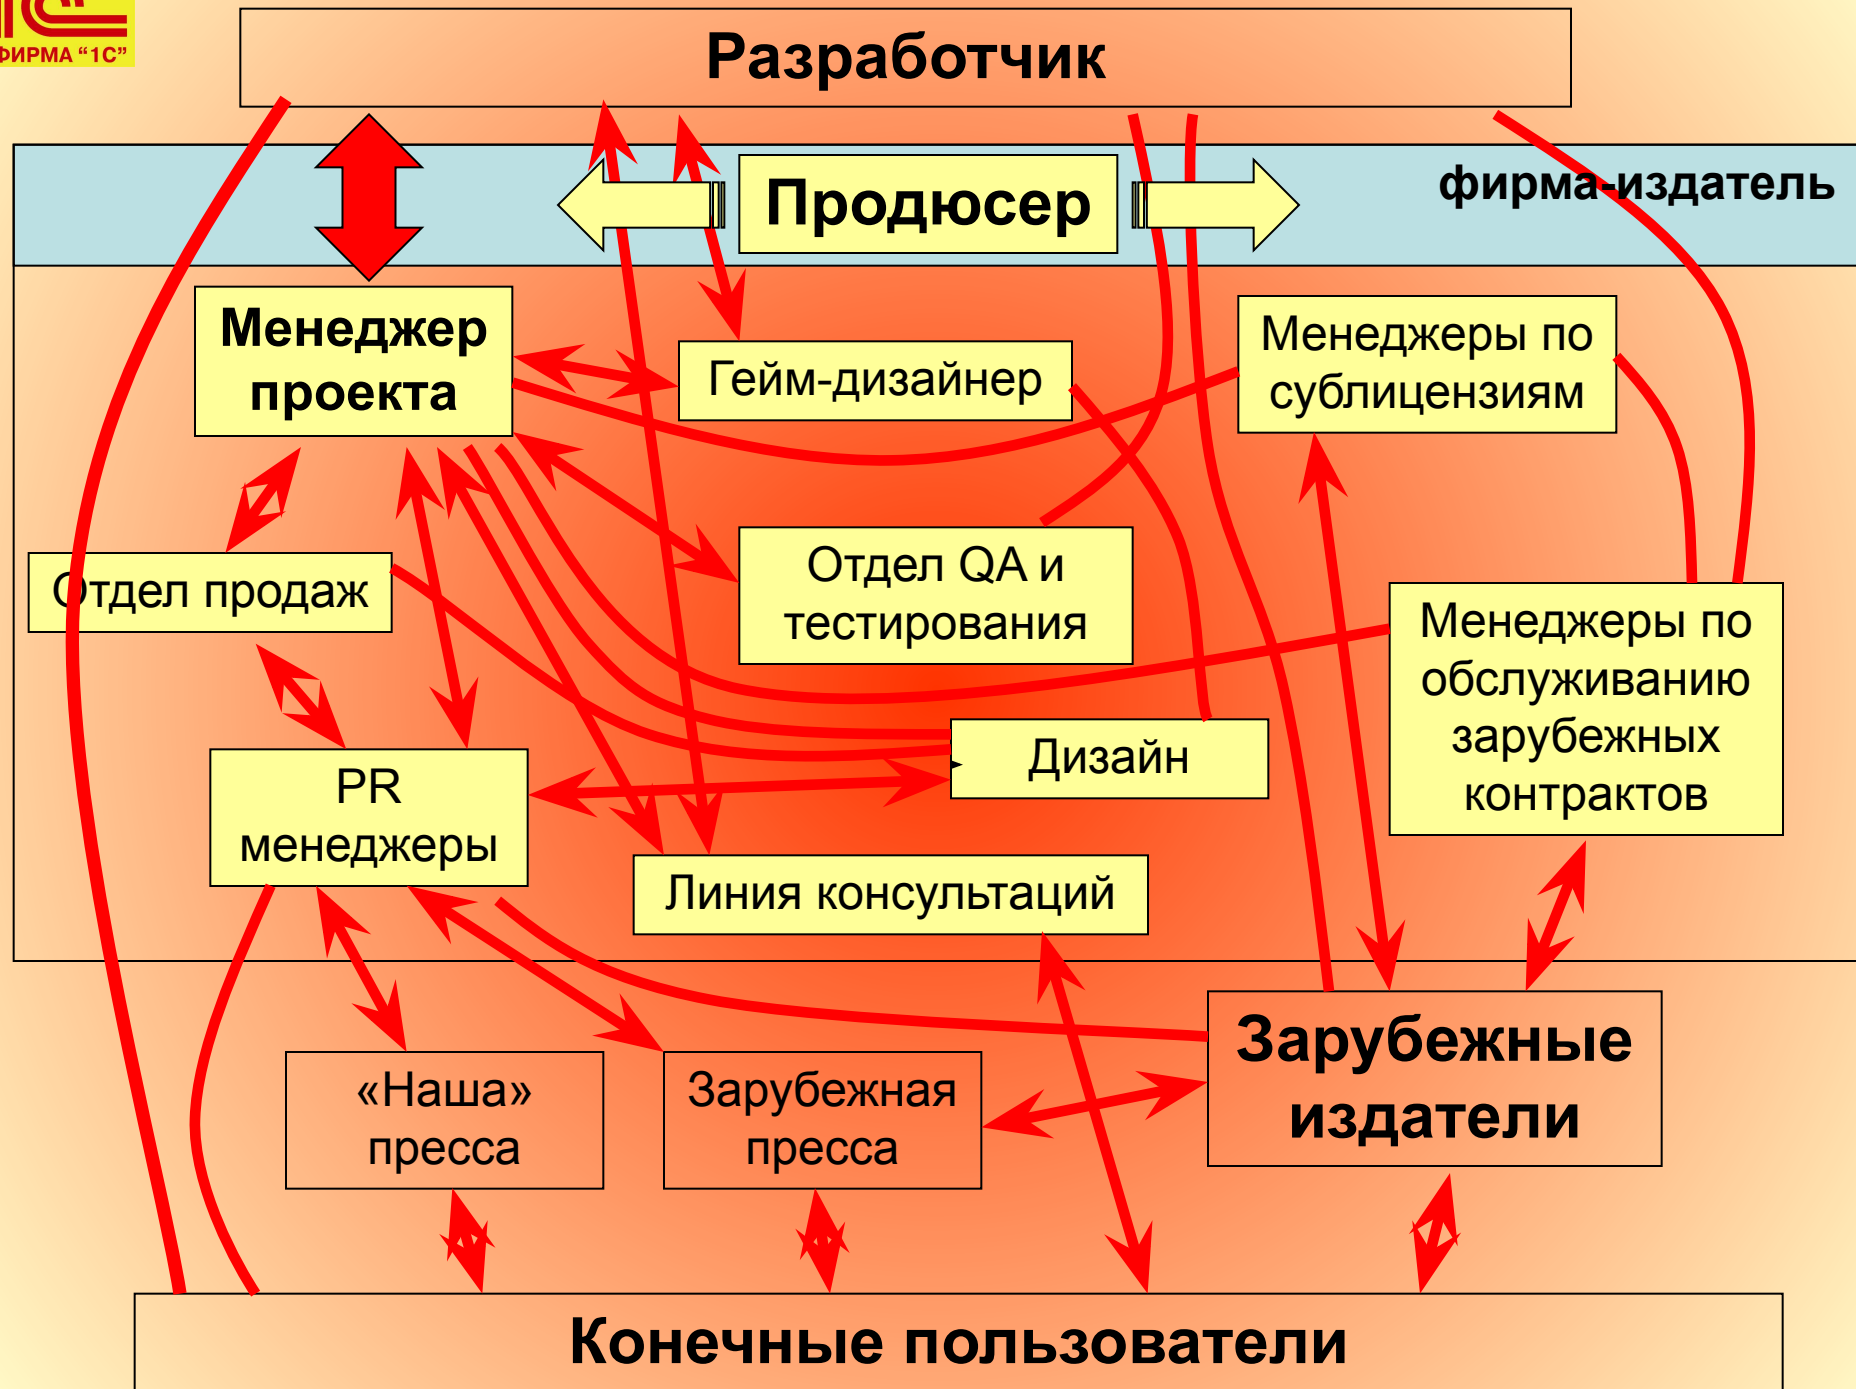 ФИРМА “1С”
Разработчик
Продюсер
фирма-издатель
Менеджер
проекта
Гейм-дизайнер
Менеджеры по
сублицензиям
Отдел продаж
Отдел QA и
тестирования
Менеджеры по
обслуживанию
зарубежных
контрактов
Дизайн
PR
менеджеры
Линия консультаций
Зарубежные
издатели
«Наша»
пресса
Зарубежная
пресса
Конечные пользователи